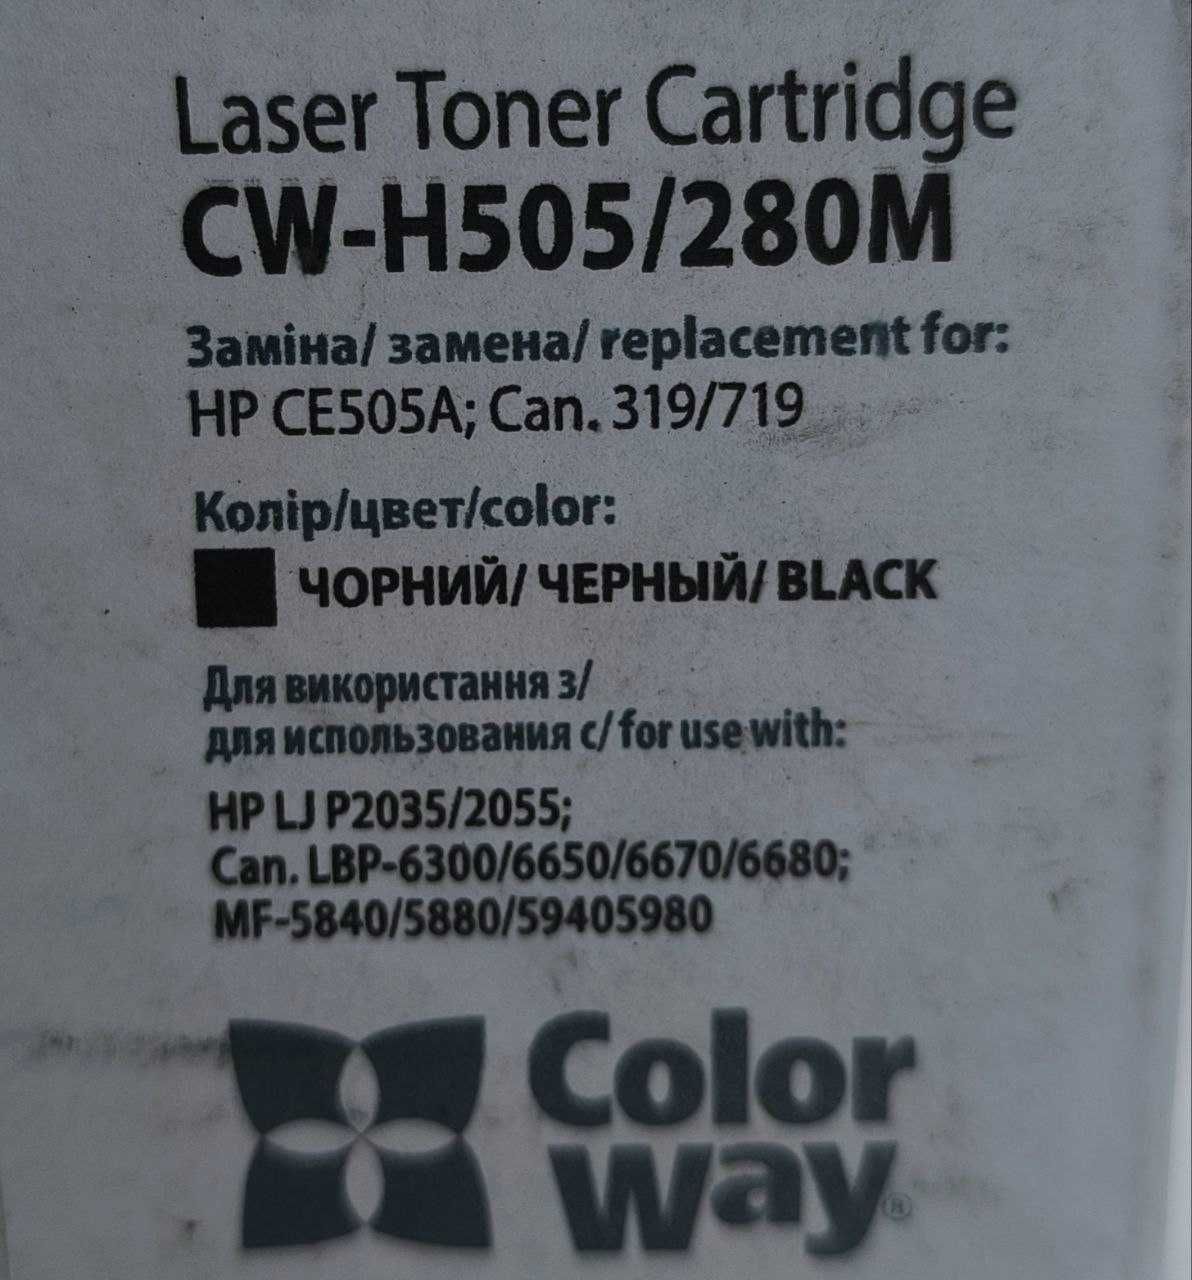 Laser Toner Cartridge
CW-H505/280M
Заміна/ замена/ replacement for:
HP CE505A; Can. 319/719
Колір/цвет/color:
ЧОРНИЙ/ ЧЕРНЫЙ/ BLACK
Для використання з/
для использования с/ for use with:
HP LJ P2035/2055;
Can. LBP-6300/6650/6670/6680;
MF-5840/5880/59405980
Color
way®